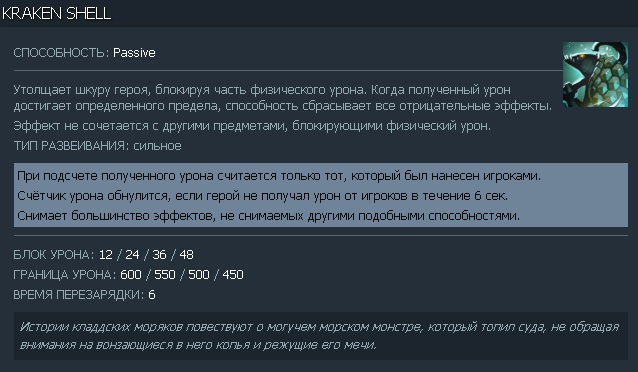 KRAKEN SHELL
СПОСОБНОСТЬ: Passive
Утолщает шкуру героя, блокируя часть физического урона. Когда полученный урон
достигает определенного предела, способность сбрасывает все отрицательные эффекты.
Эффект не сочетается с другими предметами, блокирующими физический урон.
ТИП РАЗВЕИВАНИЯ: сильное
При подсчете полученного урона считается только тот, который был нанесен игроками.
Счётчик урона обнулится, если герой не получал урон от игроков в течение 6 сек.
Снимает большинство эффектов, не снимаемых другими подобными способностями.
БЛОК УРОНА: 12 / 24 / 36 / 48
ГРАНИЦА УРОНА: 600 / 550 / 500 / 450
ВРЕМЯ ПЕРЕЗАРЯДКИ: 6
Истории кладдских моряков повествуют о могучем морском монстре, который топил суда, не обращая
внимания на вонзающиеся в него копья и режущие его мечи.